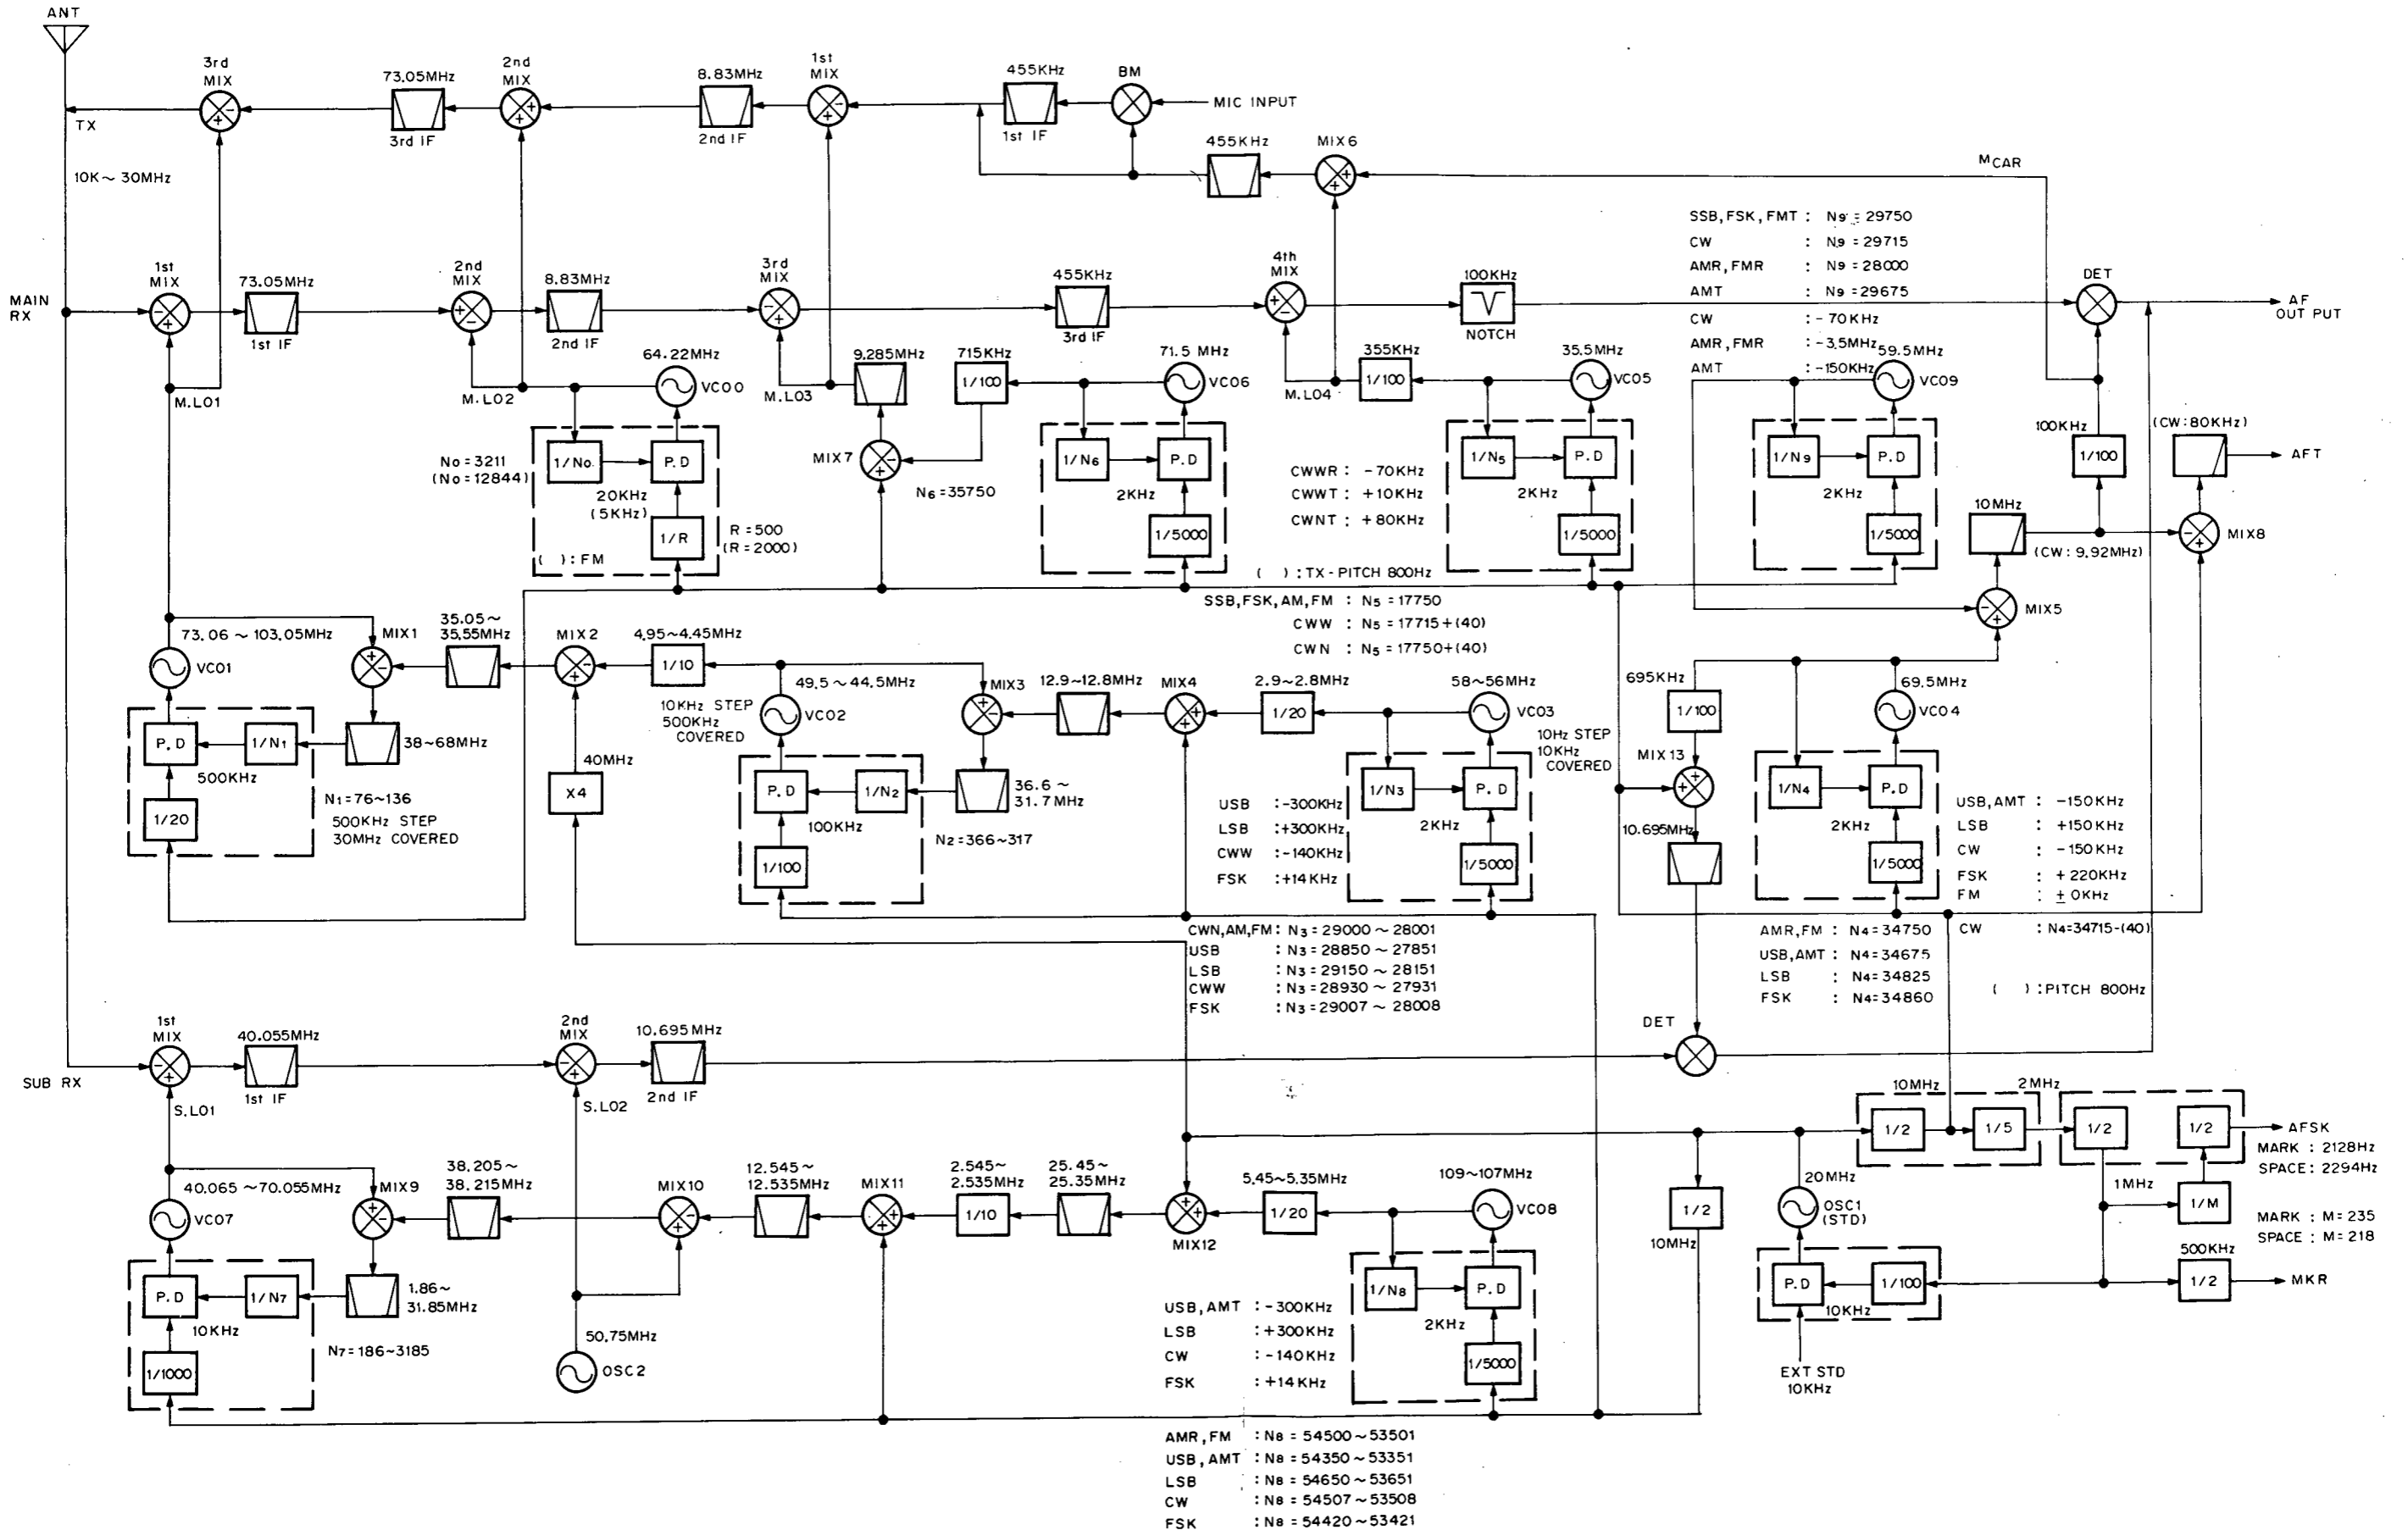 ANT
3rd
MIX
73.05MHz
3rd IF
2nd
MIX
8.83MHz
2nd IF
1st
MIX
455KHz
1st IF
BM
MIC INPUT
TX
10K~30MHz
455KHz
MIX6
MCAR
SSB,FSK,FMT : N9 = 29750
CW : N9 = 29715
AMR,FMR : N9 = 28000
AMT : N9 = 29675
CW : -70KHz
AMR,FMR : -3.5MHz
AMT : -150KHz
MAIN
RX
1st
MIX
73.05MHz
1st IF
2nd
MIX
8.83MHz
2nd IF
3rd
MIX
455KHz
3rd IF
4th
MIX
100KHz
NOTCH
DET
AF
OUT PUT
M.LO1
M.LO2
64.22MHz
VCO0
M.LO3
9.285MHz
715KHz
1/100
71.5 MHz
VCO6
M.LO4
355KHz
1/100
35.5MHz
VCO5
59.5MHz
VCO9
No=3211
(No=12844)
1/No
P.D
20KHz
(5KHz)
1/R
R=500
(R=2000)
( ):FM
MIX7
N6=35750
1/N6
P.D
2KHz
1/5000
CWWR : -70KHz
CWWT : +10KHz
CWNT : +80KHz
1/N5
P.D
2KHz
1/5000
( ):TX-PITCH 800Hz
1/N9
P.D
2KHz
1/5000
100KHz
1/100
(CW:80KHz)
AFT
10MHz
(CW:9.92MHz)
MIX8
MIX5
SSB,FSK,AM,FM : N5=17750
CWW : N5=17715+(40)
CWN : N5=17750+(40)
73.06~103.05MHz
VCO1
MIX1
35.05~
35.55MHz
MIX2
4.95~4.45MHz
1/10
49.5~44.5MHz
VCO2
10KHz STEP
500KHz
COVERED
MIX3
12.9~12.8MHz
MIX4
2.9~2.8MHz
1/20
58~56MHz
VCO3
10Hz STEP
10KHz
COVERED
695KHz
1/100
69.5MHz
VCO4
MIX13
10.695MHz
P.D
1/N1
500KHz
1/20
38~68MHz
N1=76~136
500KHz STEP
30MHz COVERED
40MHz
X4
P.D
1/N2
100KHz
1/100
36.6~
31.7MHz
N2=366~317
USB :-300KHz
LSB :+300KHz
CWW :-140KHz
FSK :+14KHz
1/N3
P.D
2KHz
1/5000
1/N4
P.D
2KHz
1/5000
USB,AMT : -150KHz
LSB : +150KHz
CW : -150KHz
FSK : +220KHz
FM : ±0KHz
CWN,AM,FM: N3=29000~28001
USB : N3=28850~27851
LSB : N3=29150~28151
CWW : N3=28930~27931
FSK : N3=29007~28008
AMR,FM : N4=34750
USB,AMT : N4=34675
LSB : N4=34825
FSK : N4=34860
CW : N4=34715-(40)
( ):PITCH 800Hz
SUB RX
1st
MIX
40.055MHz
1st IF
2nd
MIX
10.695MHz
2nd IF
DET
S.LO1
S.LO2
40.065~70.055MHz
VCO7
MIX9
38.205~
38.215MHz
MIX10
12.545~
12.535MHz
MIX11
2.545~
2.535MHz
1/10
25.45~
25.35MHz
MIX12
5.45~5.35MHz
1/20
109~107MHz
VCO8
1/2
10MHz
20MHz
OSC1
(STD)
10MHz
1/2
1/5
2MHz
1/2
1/2
AFSK
MARK : 2128Hz
SPACE: 2294Hz
1MHz
1/M
MARK : M=235
SPACE : M=218
500KHz
1/2
MKR
P.D
1/100
10KHz
EXT STD
10KHz
P.D
1/N7
10KHz
1/1000
1.86~
31.85MHz
N7=186~3185
50.75MHz
OSC2
USB,AMT :-300KHz
LSB :+300KHz
CW :-140KHz
FSK :+14KHz
1/N8
P.D
2KHz
1/5000
AMR,FM : N8=54500~53501
USB,AMT : N8=54350~53351
LSB : N8=54650~53651
CW : N8=54507~53508
FSK : N8=54420~53421